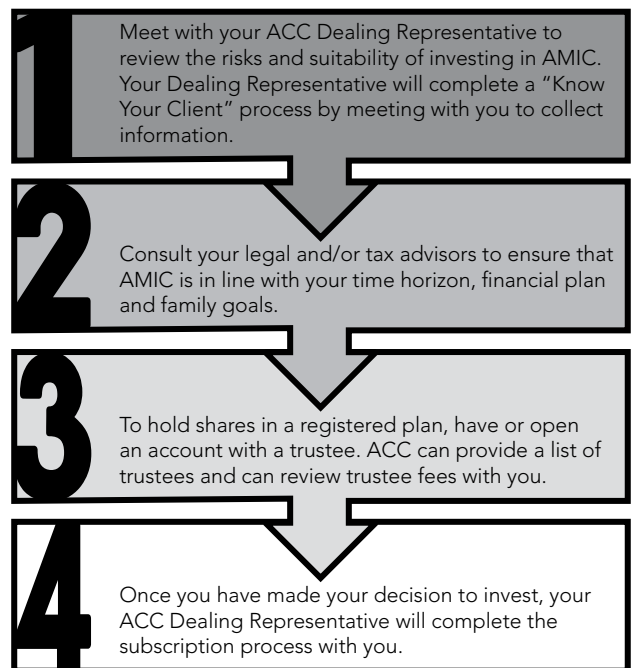 1
Meet with your ACC Dealing Representative to
review the risks and suitability of investing in AMIC.
Your Dealing Representative will complete a “Know
Your Client” process by meeting with you to collect
information.
2
Consult your legal and/or tax advisors to ensure that
AMIC is in line with your time horizon, financial plan
and family goals.
3
To hold shares in a registered plan, have or open
an account with a trustee. ACC can provide a list of
trustees and can review trustee fees with you.
4
Once you have made your decision to invest, your
ACC Dealing Representative will complete the
subscription process with you.